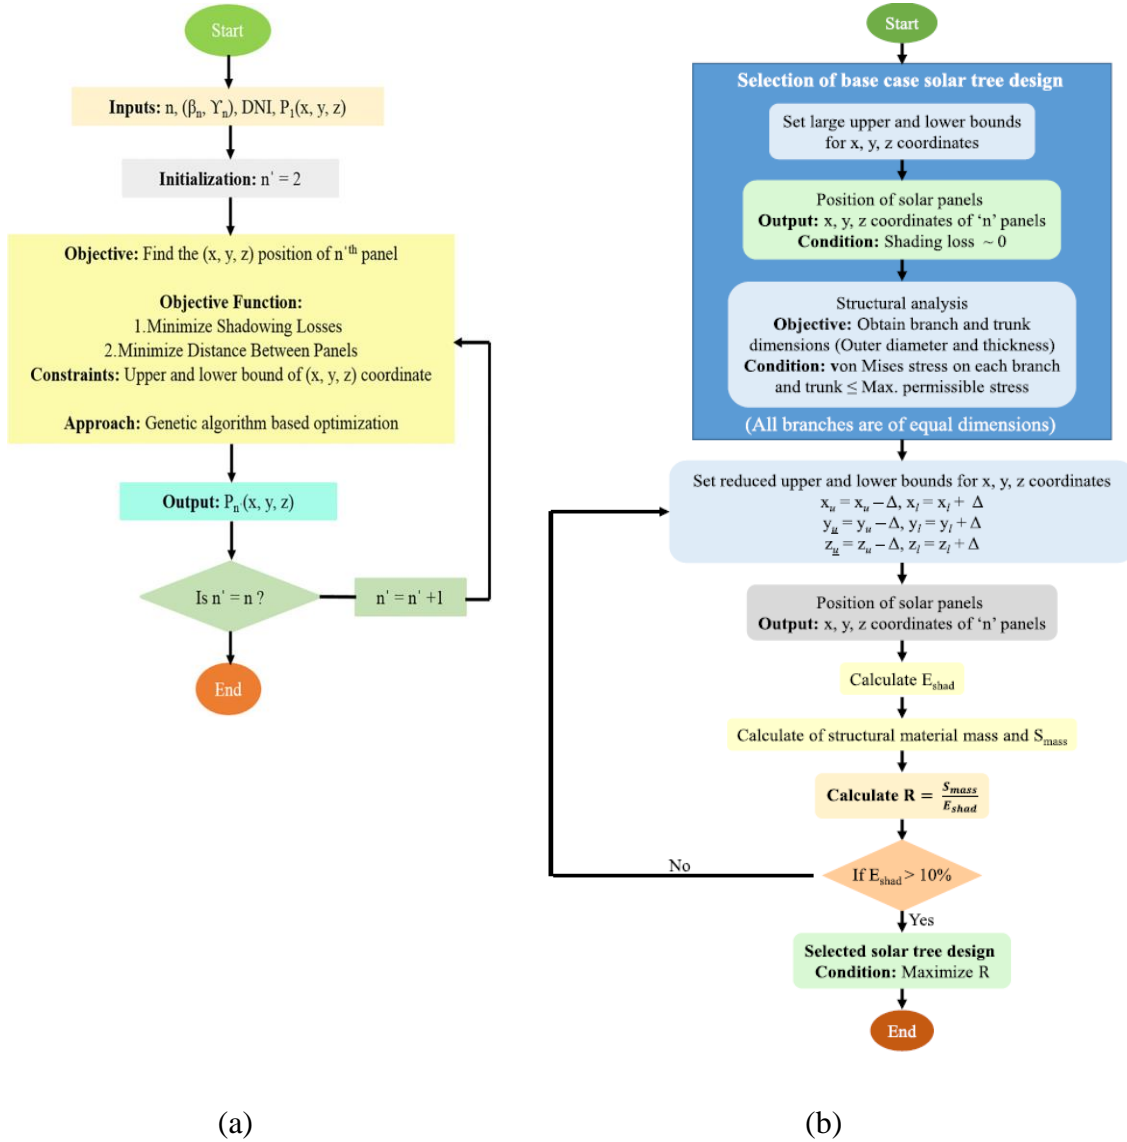 Start
Inputs: n, (βn, ϒn), DNI, P1(x, y, z)
Initialization: n' = 2
Objective: Find the (x, y, z) position of n'th panel
Objective Function:
1.Minimize Shadowing Losses
2.Minimize Distance Between Panels
Constraints: Upper and lower bound of (x, y, z) coordinate
Approach: Genetic algorithm based optimization
Output: Pn'(x, y, z)
Is n' = n ?
n' = n' +1
End
(a)
Start
Selection of base case solar tree design
Set large upper and lower bounds
for x, y, z coordinates
Position of solar panels
Output: x, y, z coordinates of ‘n’ panels
Condition: Shading loss ~ 0
Structural analysis
Objective: Obtain branch and trunk
dimensions (Outer diameter and thickness)
Condition: von Mises stress on each branch
and trunk ≤ Max. permissible stress
(All branches are of equal dimensions)
Set reduced upper and lower bounds for x, y, z coordinates
xu = xu – Δ, xl = xl + Δ
yu = yu – Δ, yl = yl + Δ
zu = zu – Δ, zl = zl + Δ
Position of solar panels
Output: x, y, z coordinates of ‘n’ panels
Calculate Eshad
Calculate of structural material mass and Smass
Calculate R = Smass/Eshad
If Eshad > 10%
No
Yes
Selected solar tree design
Condition: Maximize R
End
(b)